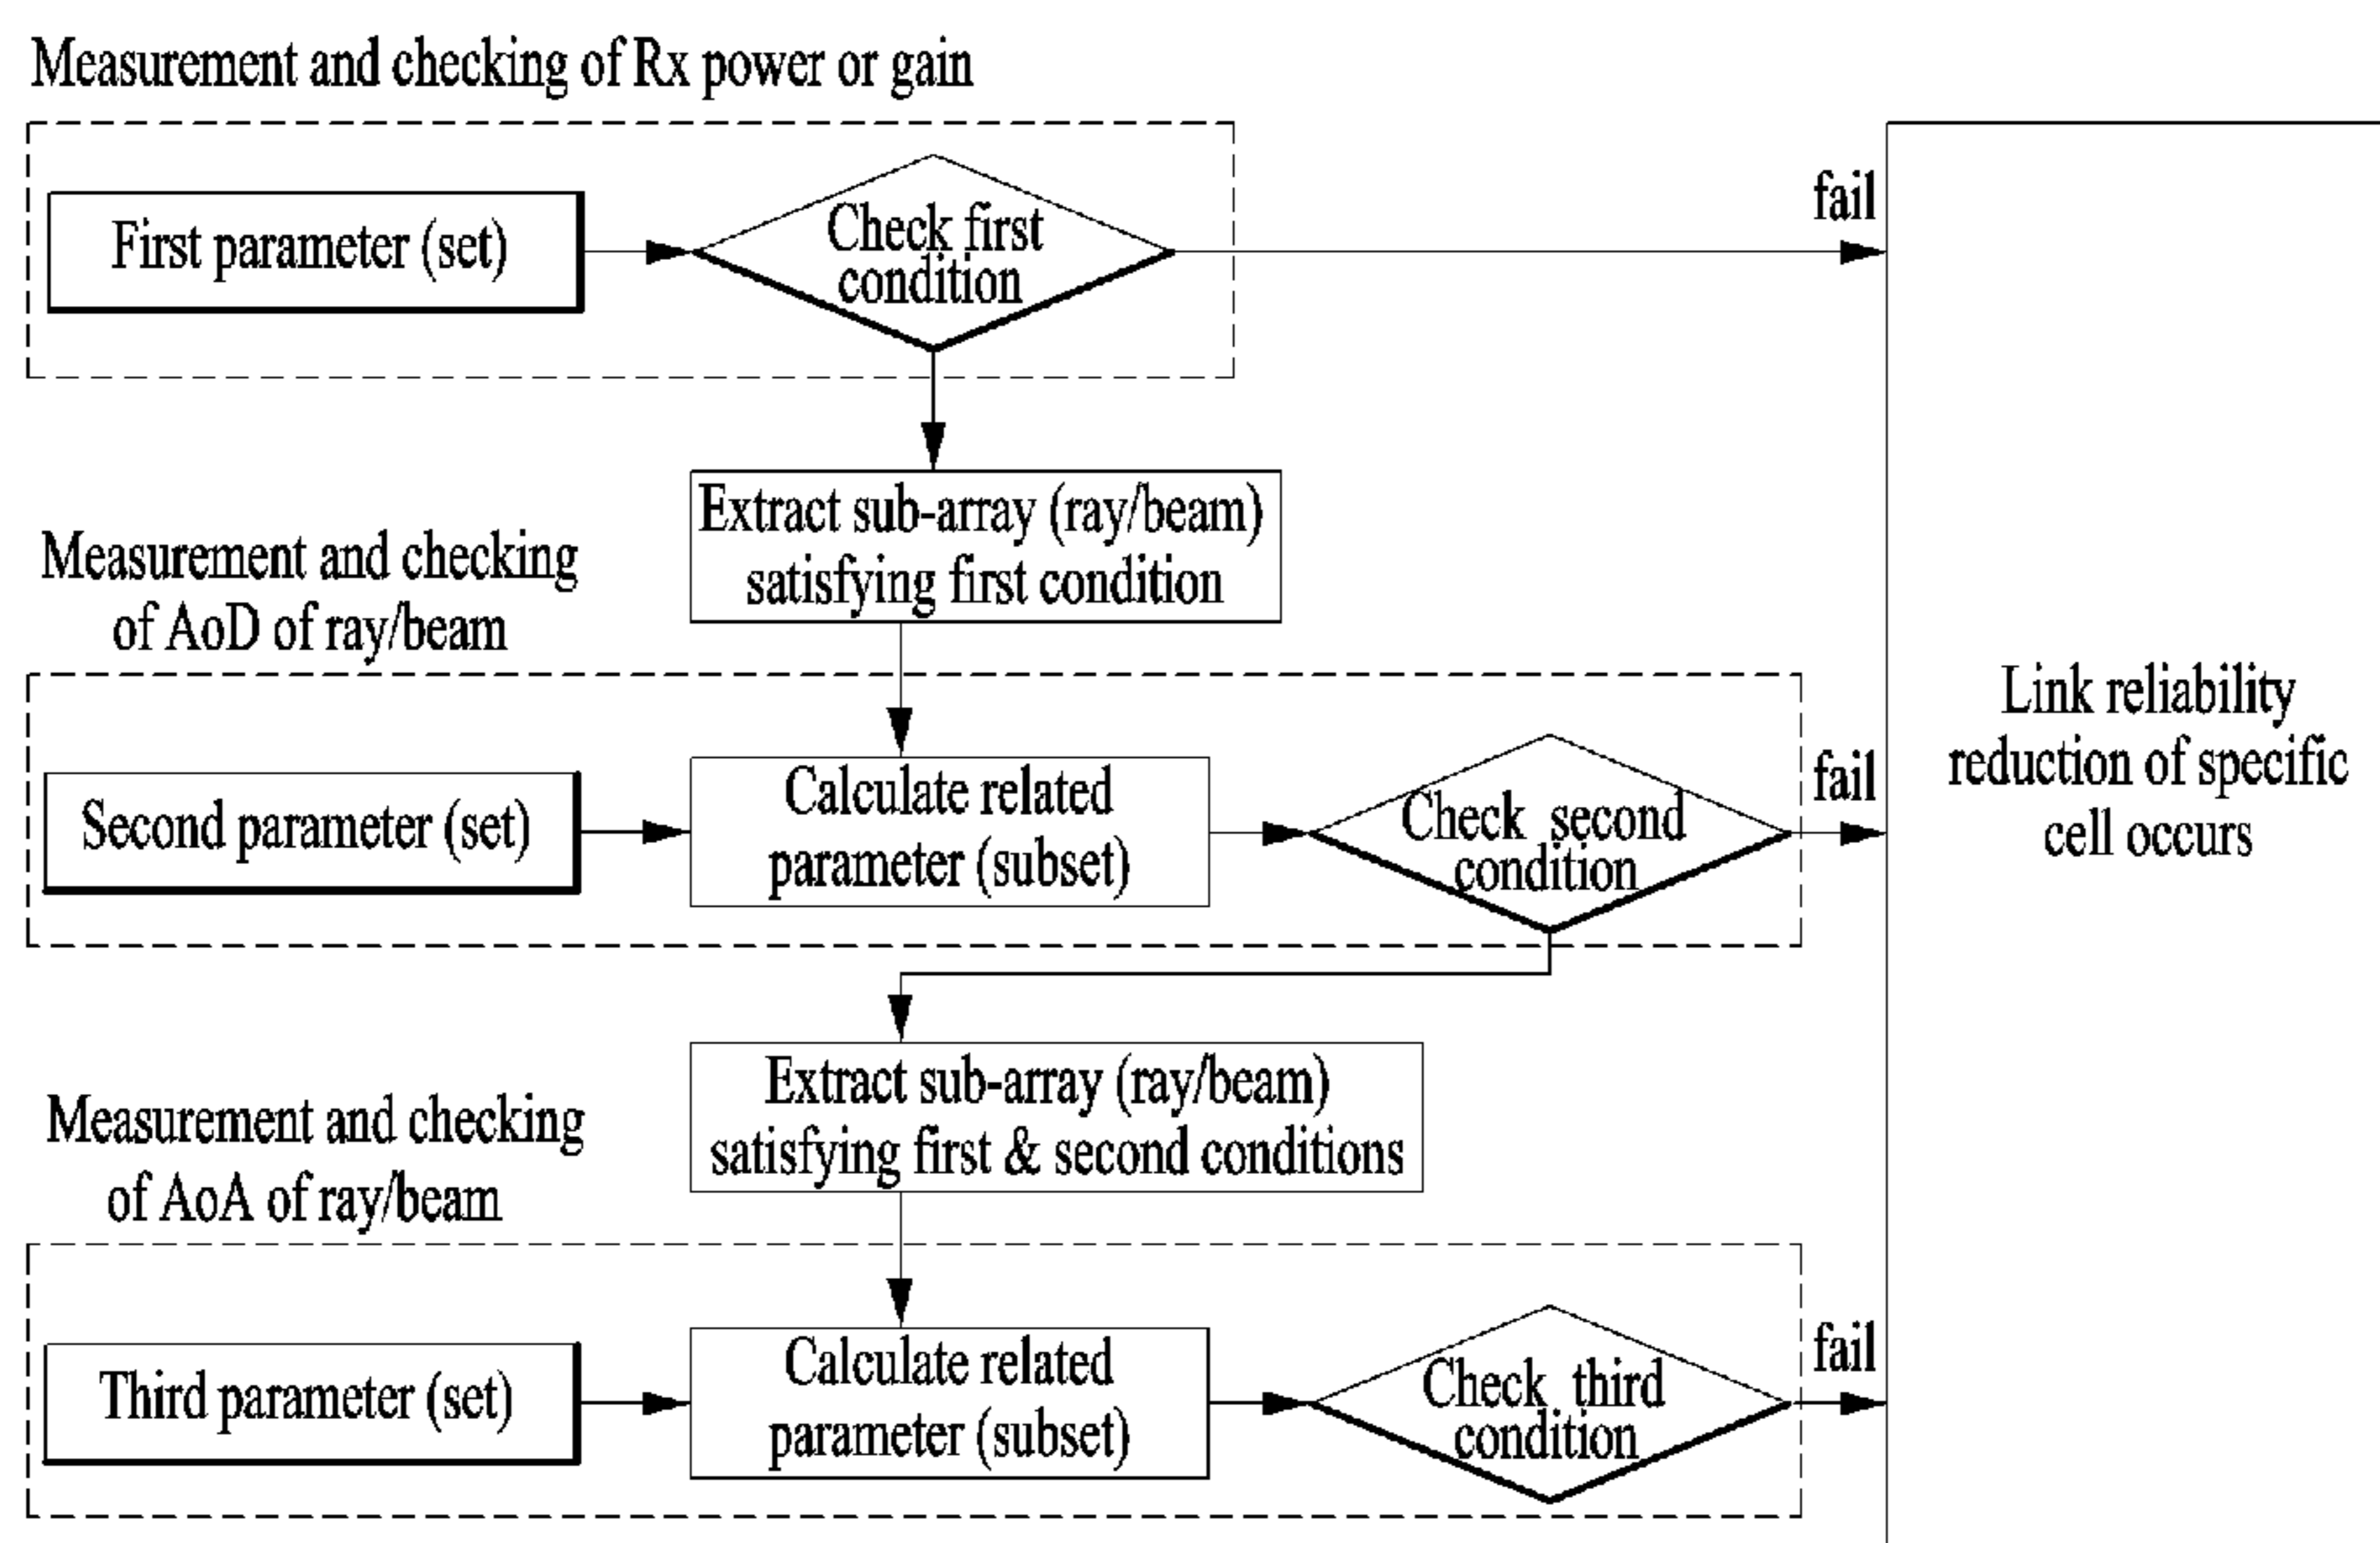 Measurement and checking of Rx power or gain
First parameter (set)
Check first
condition
fail
Extract sub-array (ray/beam)
satisfying first condition
Measurement and checking
of AoD of ray/beam
Second parameter (set)
Calculate related
parameter (subset)
Check second
condition
fail
Link reliability
reduction of specific
cell occurs
Extract sub-array (ray/beam)
satisfying first & second conditions
Measurement and checking
of AoA of ray/beam
Third parameter (set)
Calculate related
parameter (subset)
Check third
condition
fail